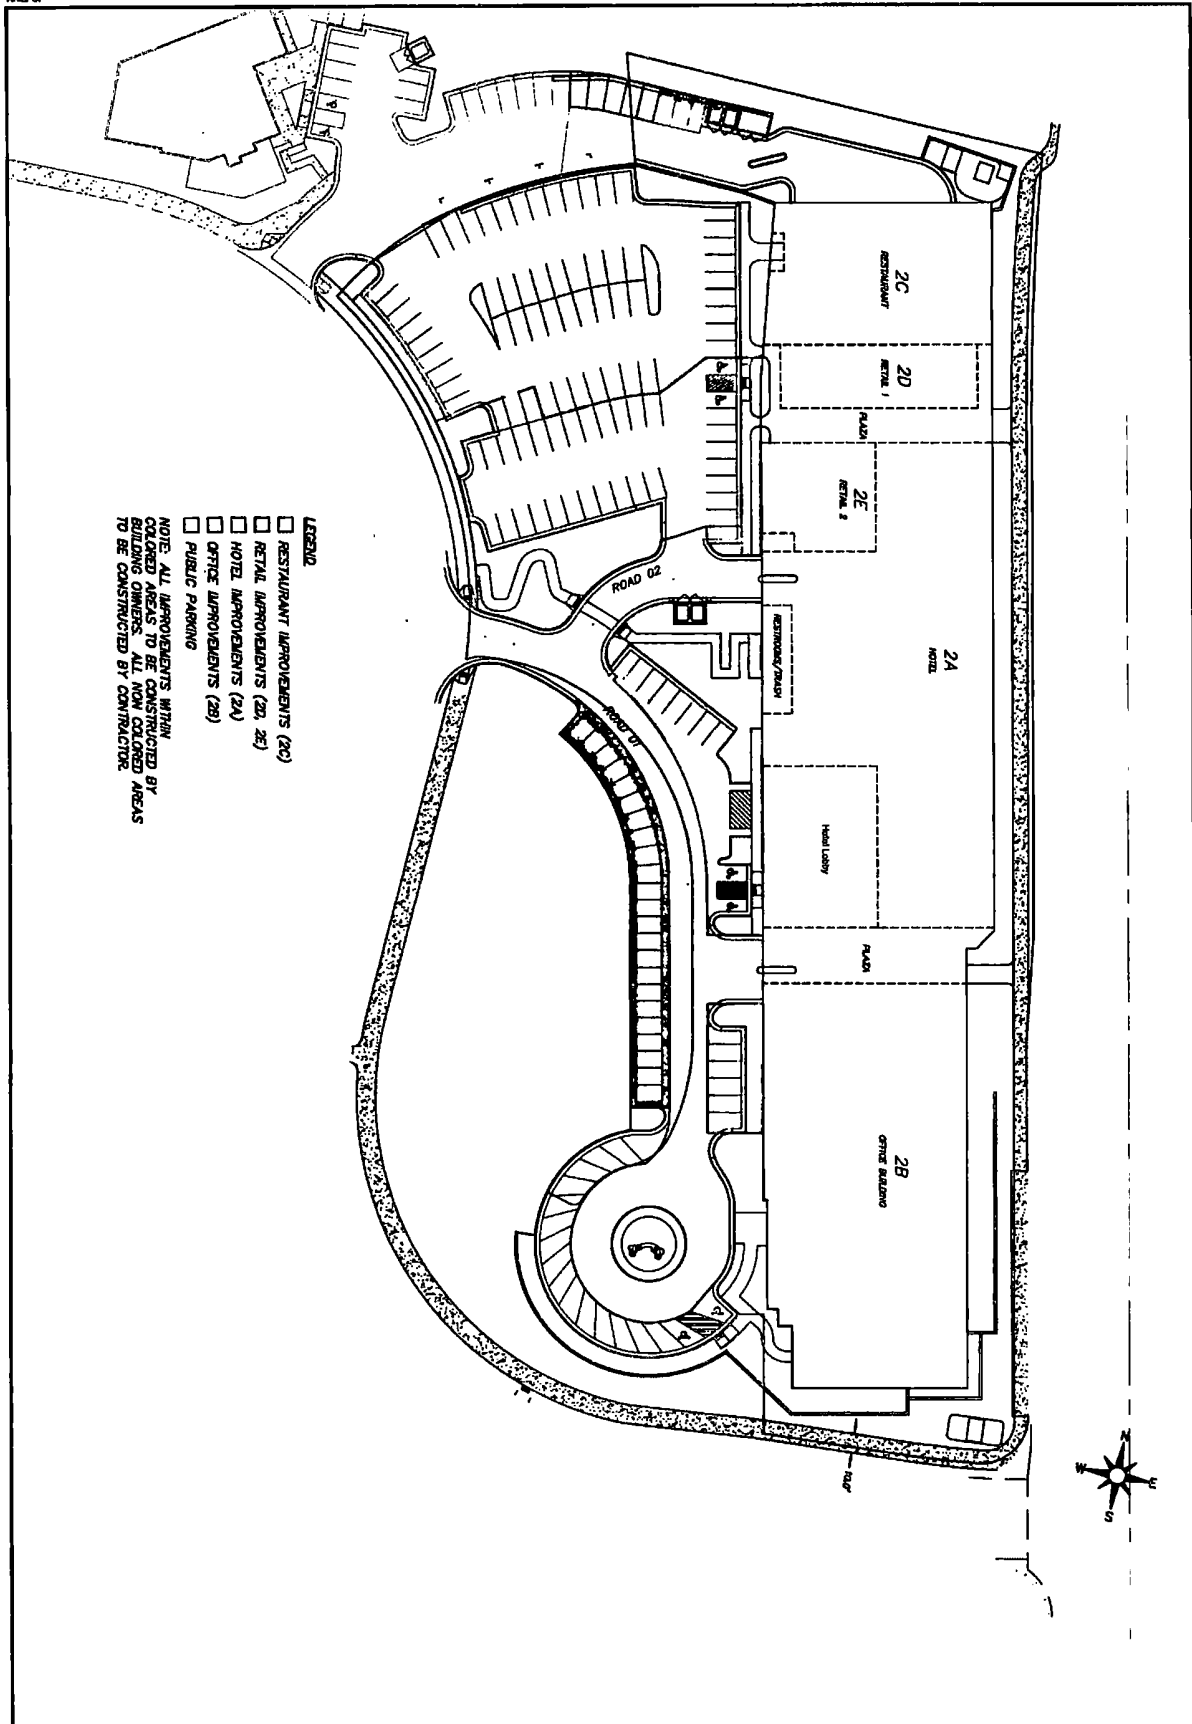 2C
RESTAURANT
2D
RETAIL 1
PLAZA
2E
RETAIL 2
ROAD 02
RESTROOMS/TRASH
2A
HOTEL
ROAD 01
Hotel Lobby
PLAZA
2B
OFFICE BUILDING
LEGEND
RESTAURANT IMPROVEMENTS (2C)
RETAIL IMPROVEMENTS (2D, 2E)
HOTEL IMPROVEMENTS (2A)
OFFICE IMPROVEMENTS (2B)
PUBLIC PARKING
NOTE: ALL IMPROVEMENTS WITHIN
COLORED AREAS TO BE CONSTRUCTED BY
BUILDING OWNERS. ALL NON COLORED AREAS
TO BE CONSTRUCTED BY CONTRACTOR.
N
W
E
S